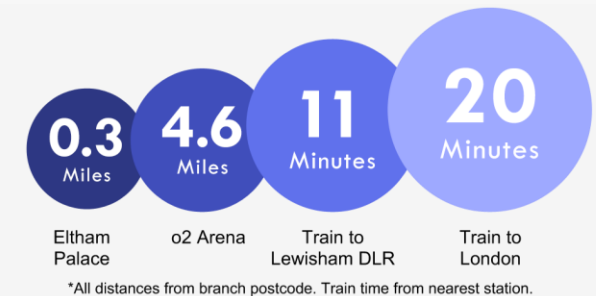 0.3
Miles
4.6
Miles
11
Minutes
20
Minutes
Eltham
Palace
o2 Arena
Train to
Lewisham DLR
Train to
London
*All distances from branch postcode. Train time from nearest station.